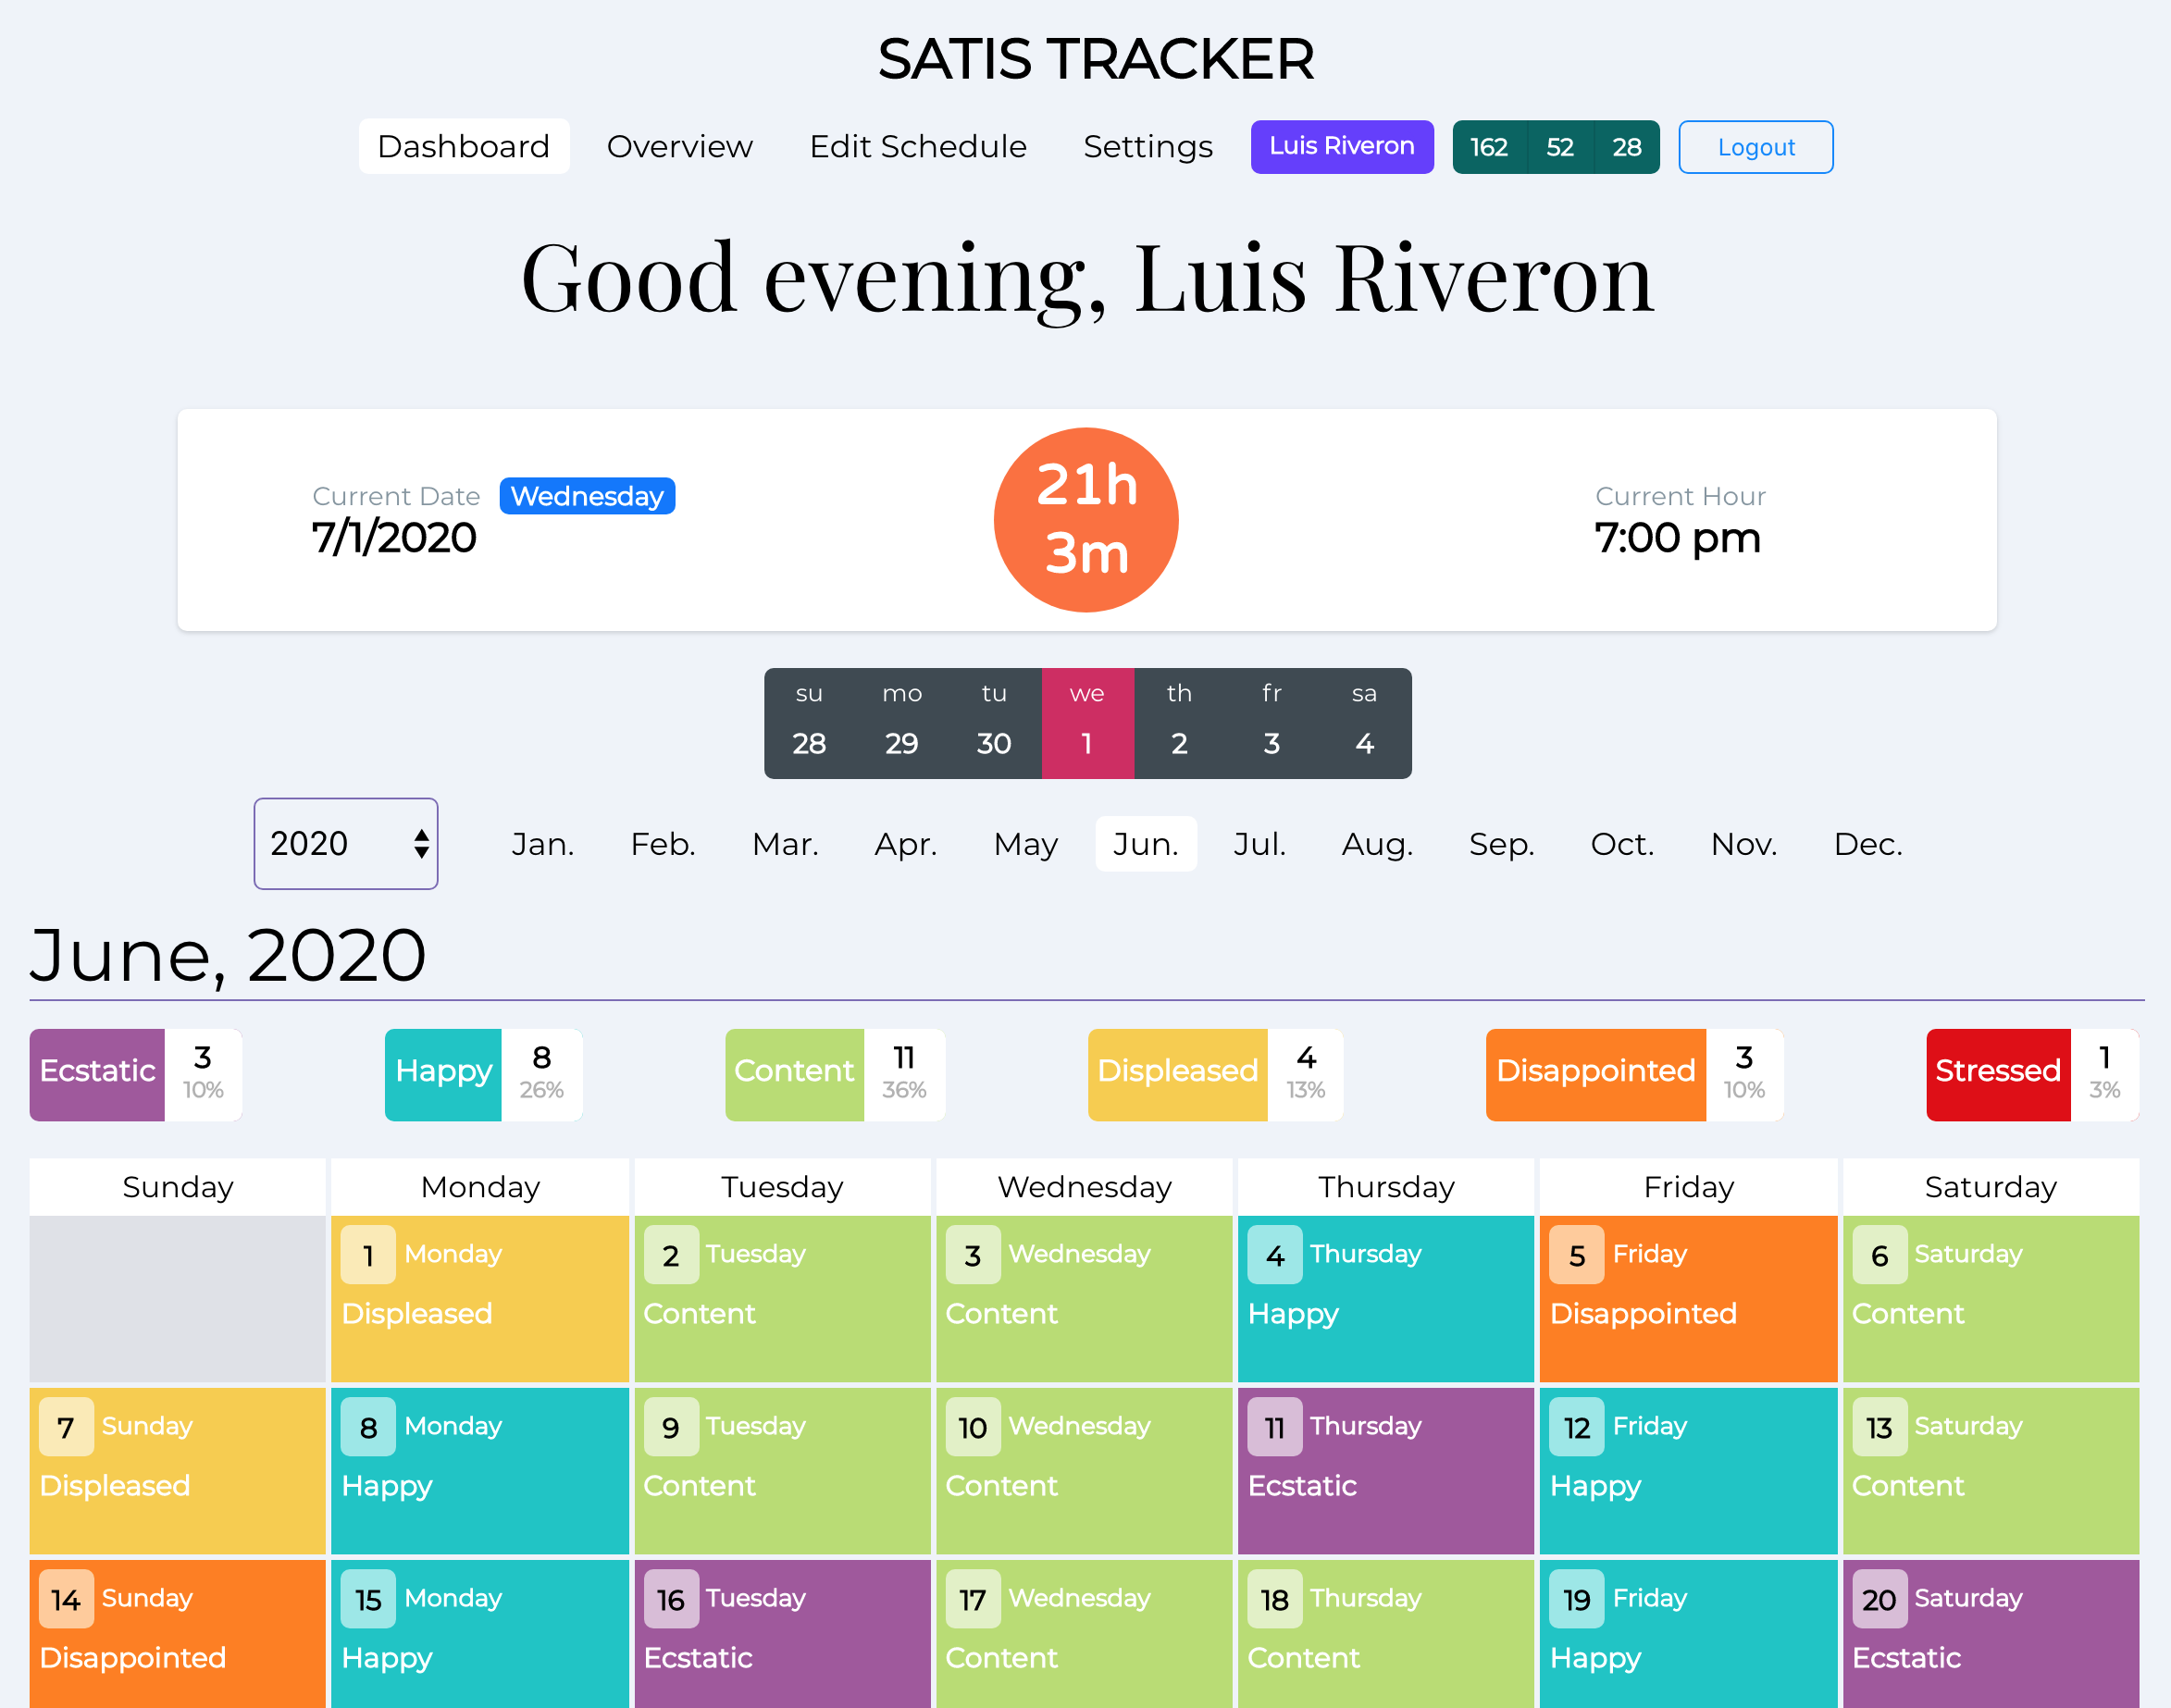 SATIS TRACKER
Dashboard Overview Edit Schedule Settings Luis Riveron 162 52 28 Logout
Good evening, Luis Riveron
Current Date Wednesday
7/1/2020
21h
3m
Current Hour
7:00 pm
su mo tu we th fr sa
28 29 30 1 2 3 4
2020 Jan. Feb. Mar. Apr. May Jun. Jul. Aug. Sep. Oct. Nov. Dec.
June, 2020
Ecstatic 3 10% Happy 8 26% Content 11 36% Displeased 4 13% Disappointed 3 10% Stressed 1 3%
Sunday Monday Tuesday Wednesday Thursday Friday Saturday
1 Monday 2 Tuesday 3 Wednesday 4 Thursday 5 Friday 6 Saturday
Displeased Content Content Happy Disappointed Content
7 Sunday 8 Monday 9 Tuesday 10 Wednesday 11 Thursday 12 Friday 13 Saturday
Displeased Happy Content Content Ecstatic Happy Content
14 Sunday 15 Monday 16 Tuesday 17 Wednesday 18 Thursday 19 Friday 20 Saturday
Disappointed Happy Ecstatic Content Content Happy Ecstatic